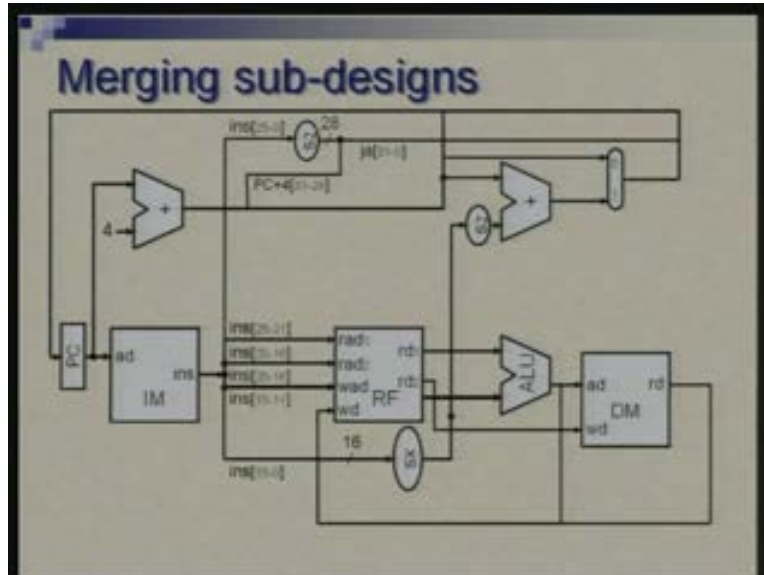 Merging sub-designs
ins[25-0]
s2
28
ja[31-0]
PC+4[31-28]
+
4
+
s2
PC
ad
ins
IM
ins[25-21]
ins[20-16]
ins[20-16]
ins[15-11]
rad1
rad2
wad
wd
rd1
rd2
RF
ALU
ad
rd
wd
DM
16
sx
ins[15-0]